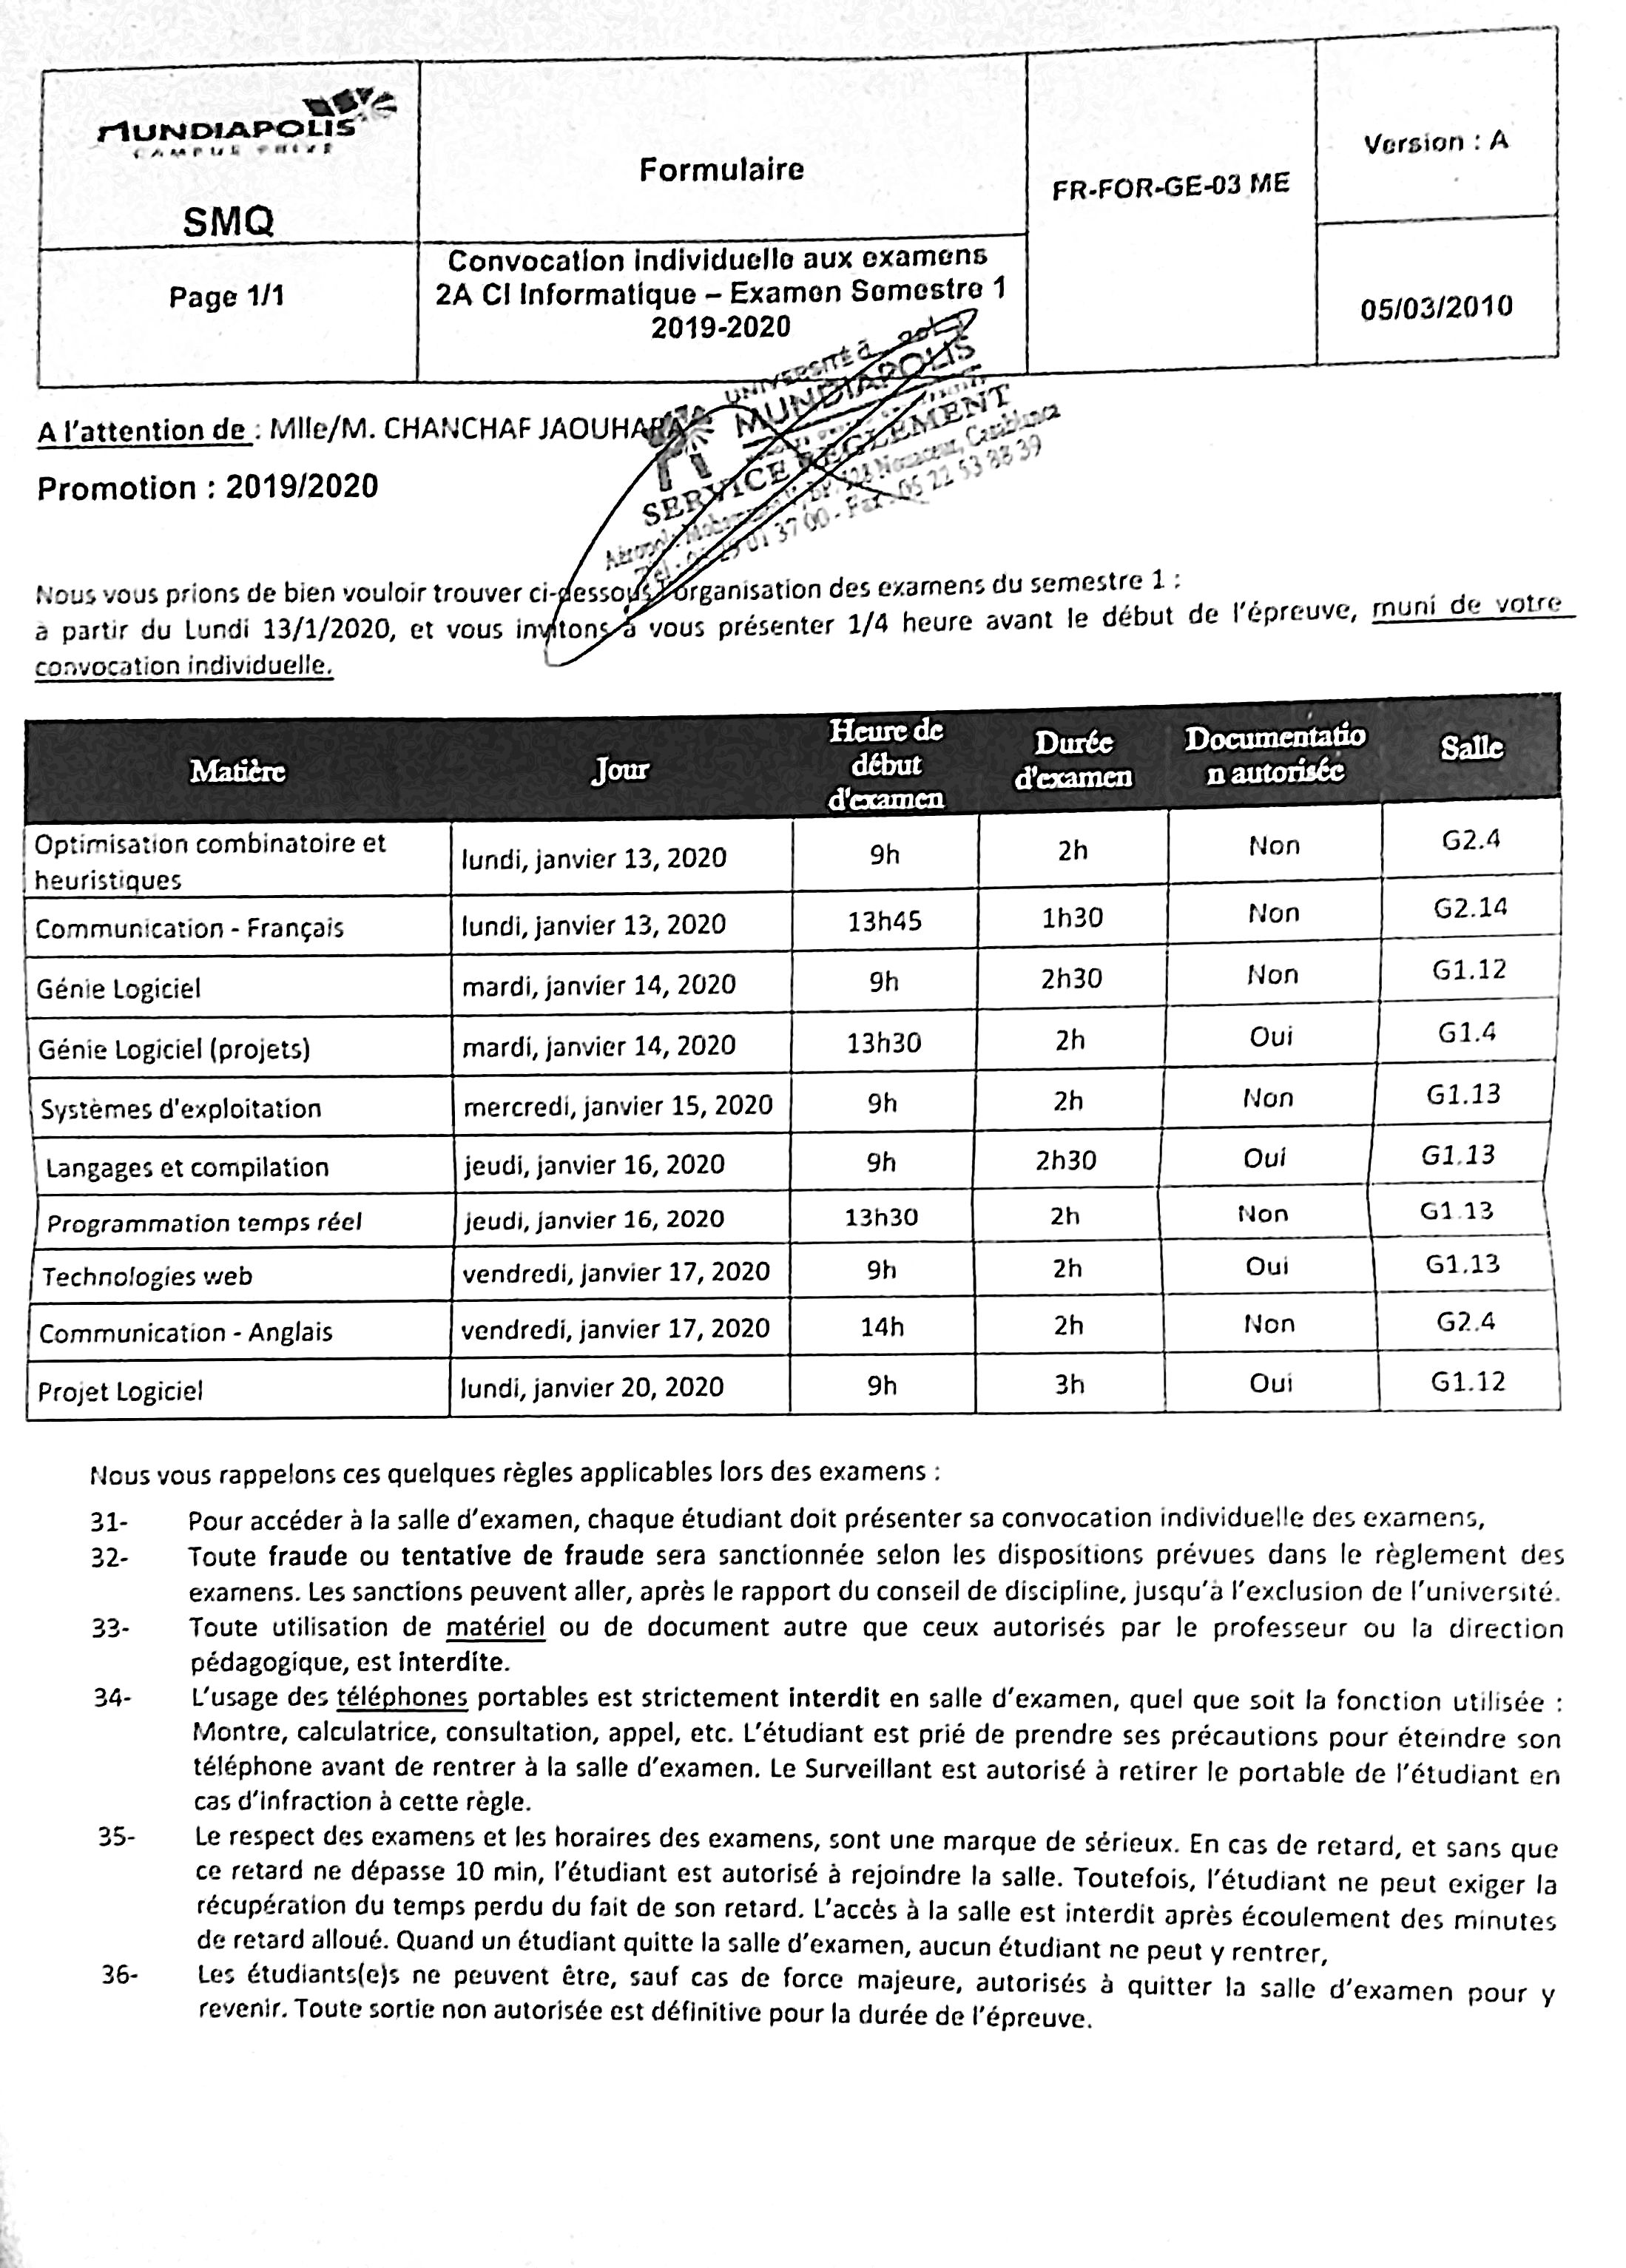 MUNDIAPOLIS
CAMPUS PRIVE
SMQ
Page 1/1
Formulaire
Convocation individuelle aux examens
2A CI Informatique – Examen Semestre 1
2019-2020
FR-FOR-GE-03 ME
Version : A
05/03/2010
UNIVERSITÉ
MUNDIAPOLIS
SERVICE REGLEMENT
Nouaceur, Casablanca
01 37 00 - Fax : 05 22 53 88 39
A l'attention de : Mlle/M. CHANCHAF JAOUHARA
Promotion : 2019/2020
Nous vous prions de bien vouloir trouver ci-dessous l'organisation des examens du semestre 1 :
à partir du Lundi 13/1/2020, et vous invitons à vous présenter 1/4 heure avant le début de l'épreuve, muni de votre
convocation individuelle.
Matière Jour Heure de début d'examen Durée d'examen Documentatio n autorisée Salle
Optimisation combinatoire et heuristiques lundi, janvier 13, 2020 9h 2h Non G2.4
Communication - Français lundi, janvier 13, 2020 13h45 1h30 Non G2.14
Génie Logiciel mardi, janvier 14, 2020 9h 2h30 Non G1.12
Génie Logiciel (projets) mardi, janvier 14, 2020 13h30 2h Oui G1.4
Systèmes d'exploitation mercredi, janvier 15, 2020 9h 2h Non G1.13
Langages et compilation jeudi, janvier 16, 2020 9h 2h30 Oui G1.13
Programmation temps réel jeudi, janvier 16, 2020 13h30 2h Non G1.13
Technologies web vendredi, janvier 17, 2020 9h 2h Oui G1.13
Communication - Anglais vendredi, janvier 17, 2020 14h 2h Non G2.4
Projet Logiciel lundi, janvier 20, 2020 9h 3h Oui G1.12
Nous vous rappelons ces quelques règles applicables lors des examens :
31- Pour accéder à la salle d'examen, chaque étudiant doit présenter sa convocation individuelle des examens,
32- Toute fraude ou tentative de fraude sera sanctionnée selon les dispositions prévues dans le règlement des
examens. Les sanctions peuvent aller, après le rapport du conseil de discipline, jusqu'à l'exclusion de l'université.
33- Toute utilisation de matériel ou de document autre que ceux autorisés par le professeur ou la direction
pédagogique, est interdite.
34- L'usage des téléphones portables est strictement interdit en salle d'examen, quel que soit la fonction utilisée :
Montre, calculatrice, consultation, appel, etc. L'étudiant est prié de prendre ses précautions pour éteindre son
téléphone avant de rentrer à la salle d'examen. Le Surveillant est autorisé à retirer le portable de l'étudiant en
cas d'infraction à cette règle.
35- Le respect des examens et les horaires des examens, sont une marque de sérieux. En cas de retard, et sans que
ce retard ne dépasse 10 min, l'étudiant est autorisé à rejoindre la salle. Toutefois, l'étudiant ne peut exiger la
récupération du temps perdu du fait de son retard. L'accès à la salle est interdit après écoulement des minutes
de retard alloué. Quand un étudiant quitte la salle d'examen, aucun étudiant ne peut y rentrer,
36- Les étudiants(e)s ne peuvent être, sauf cas de force majeure, autorisés à quitter la salle d'examen pour y
revenir. Toute sortie non autorisée est définitive pour la durée de l'épreuve.